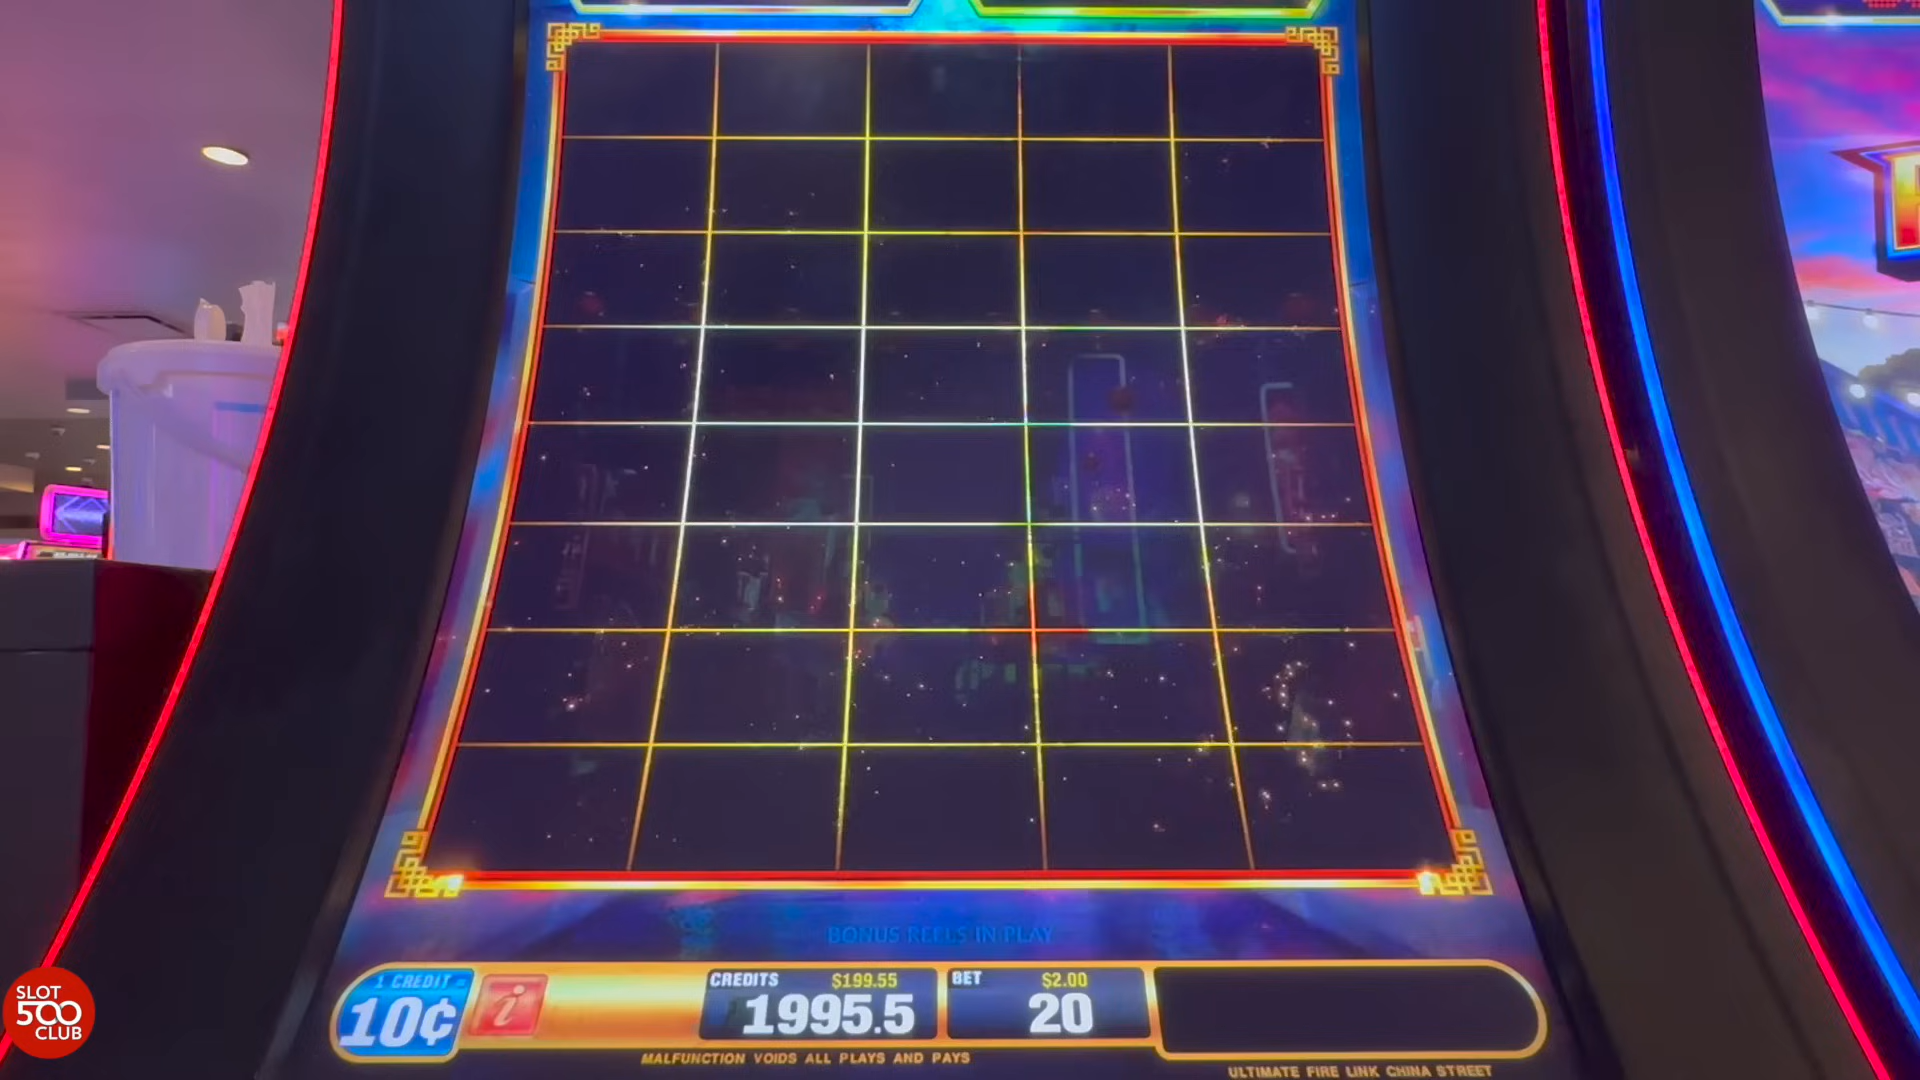 BONUS REELS IN PLAY
1 CREDIT =
10¢
i
CREDITS $199.55
1995.5
BET $2.00
20
MALFUNCTION VOIDS ALL PLAYS AND PAYS
ULTIMATE FIRE LINK CHINA STREET
SLOT
500
CLUB